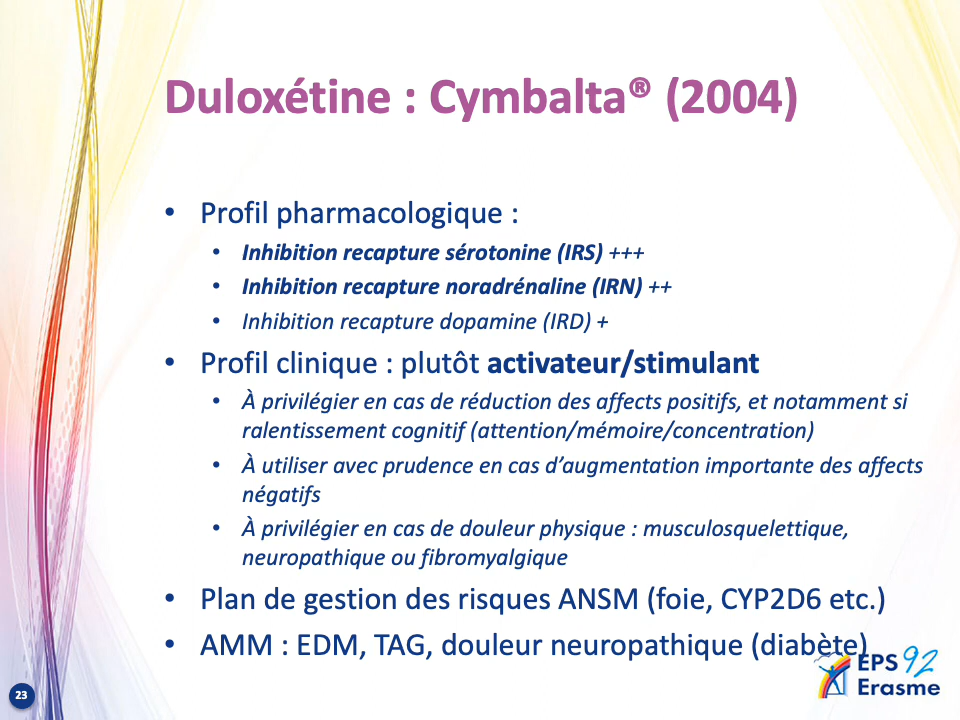 Duloxétine : Cymbalta® (2004)
• Profil pharmacologique :
• Inhibition recapture sérotonine (IRS) +++
• Inhibition recapture noradrénaline (IRN) ++
• Inhibition recapture dopamine (IRD) +
• Profil clinique : plutôt activateur/stimulant
• À privilégier en cas de réduction des affects positifs, et notamment si
ralentissement cognitif (attention/mémoire/concentration)
• À utiliser avec prudence en cas d’augmentation importante des affects
négatifs
• À privilégier en cas de douleur physique : musculosquelettique,
neuropathique ou fibromyalgique
• Plan de gestion des risques ANSM (foie, CYP2D6 etc.)
• AMM : EDM, TAG, douleur neuropathique (diabète)
EPS 92
Erasme
23